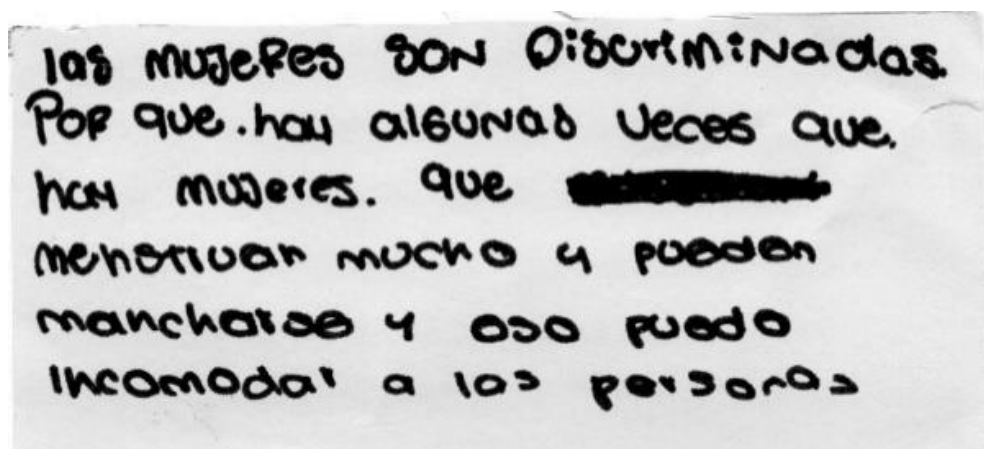 las mujeres son Discriminadas.
Por que. hay algunas veces que.
hay mujeres. que
menstruan mucho y pueden
mancharse y eso puede
incomodar a las personas